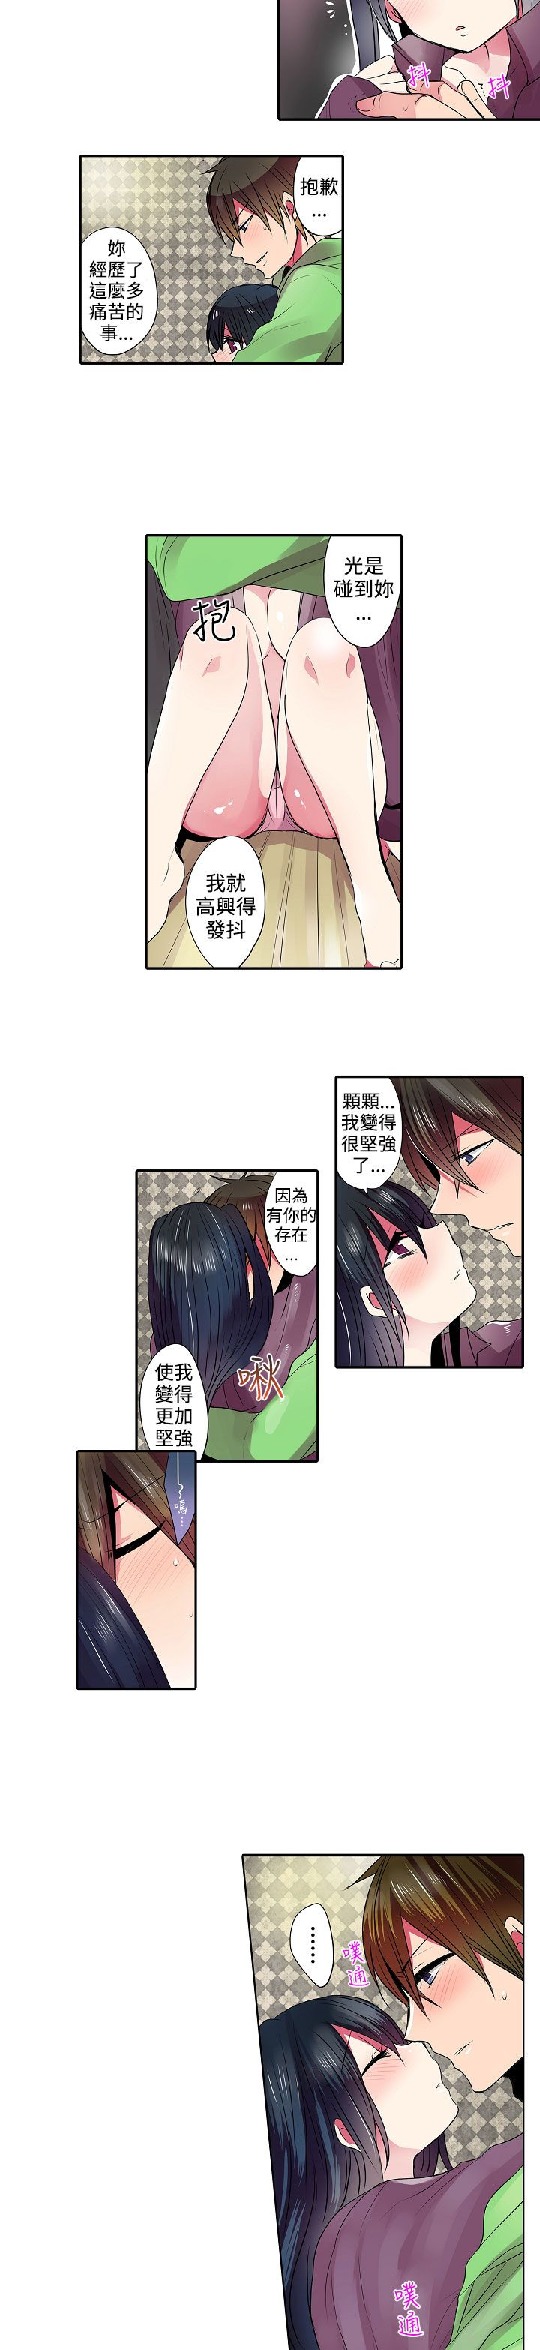 抖
抖
抱歉
…
妳
經歷了
這麼多
痛苦的
事…
光是
碰到妳
…
抱
我就
高興得
發抖
顆顆…
我變得
很堅強
了…
因為
有你的
存在
…
啾
使我
變得
更加
堅強
嗚…
……
噗通
噗通